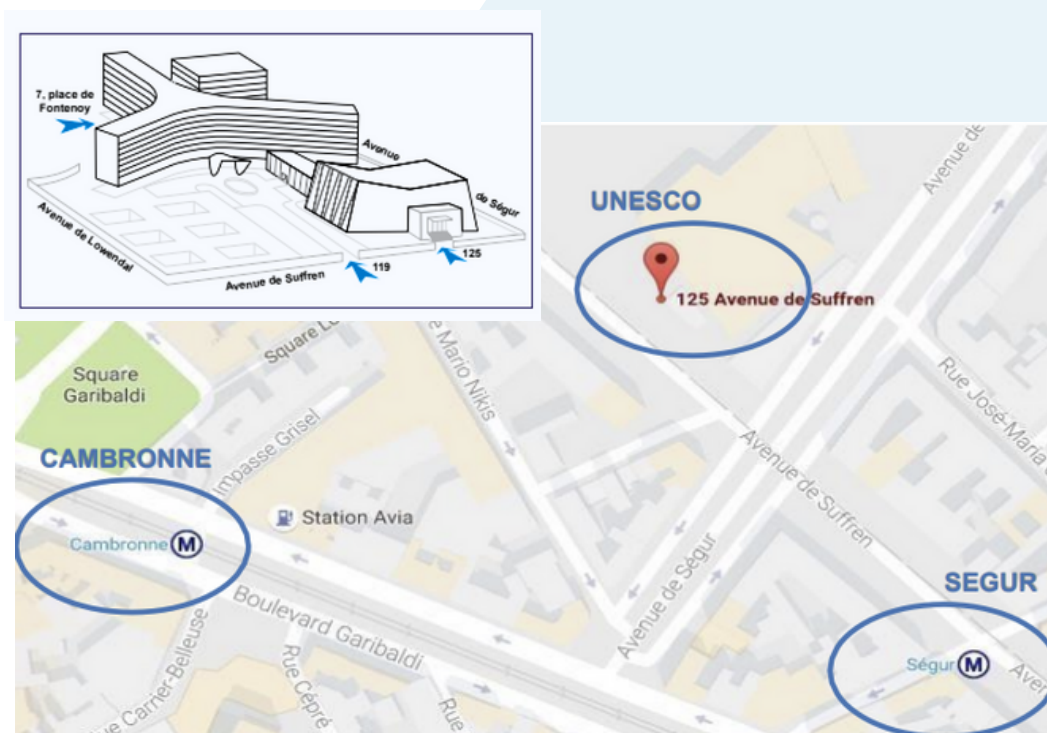 7, place de
Fontenoy
Avenue
de Ségur
Avenue de Lowendal
Avenue de Suffren
119
125
UNESCO
125 Avenue de Suffren
Avenue de
Square
Square
Garibaldi
Mario Nikis
Rue José-Maria
CAMBRONNE
Impasse Grisel
Station Avia
Avenue de Suffren
Cambronne M
Avenue de Ségur
SEGUR
Boulevard Garibaldi
Ségur M
Rue Carrier-Belleuse
Rue Cépré
Rue